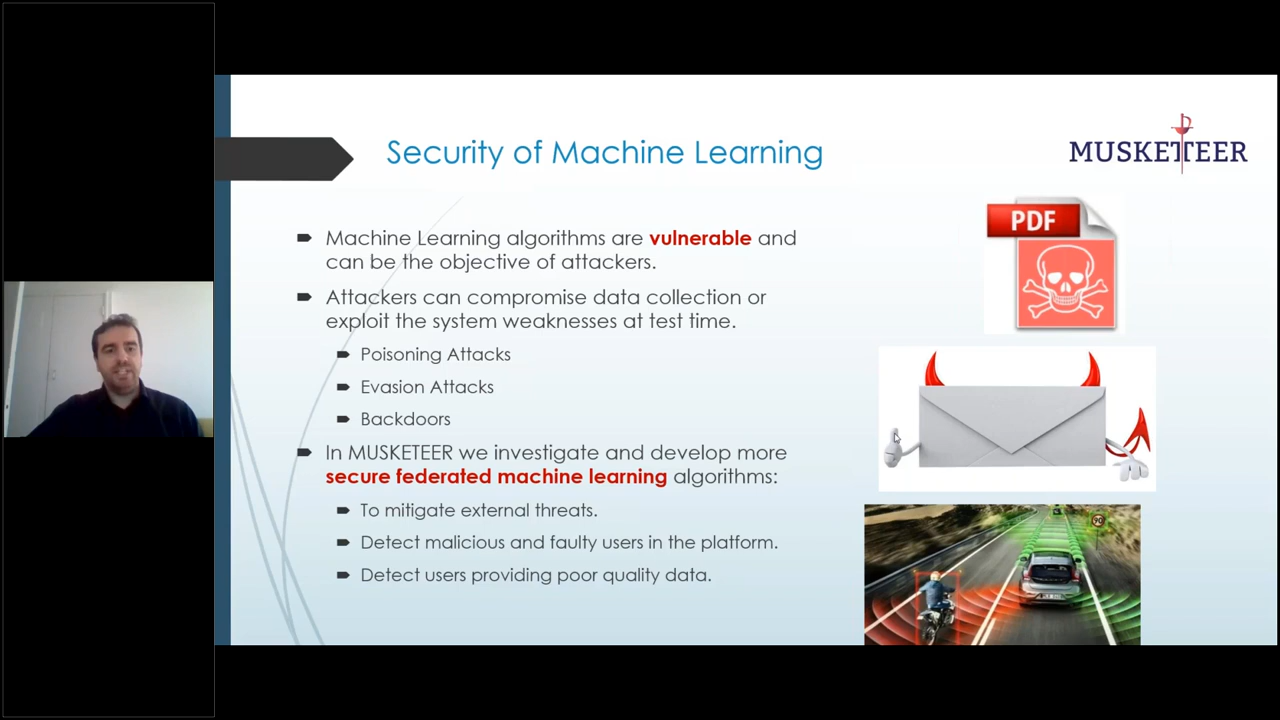 Security of Machine Learning
MUSKETEER
Machine Learning algorithms are vulnerable and
can be the objective of attackers.
Attackers can compromise data collection or
exploit the system weaknesses at test time.
Poisoning Attacks
Evasion Attacks
Backdoors
In MUSKETEER we investigate and develop more
secure federated machine learning algorithms:
To mitigate external threats.
Detect malicious and faulty users in the platform.
Detect users providing poor quality data.
PDF
90